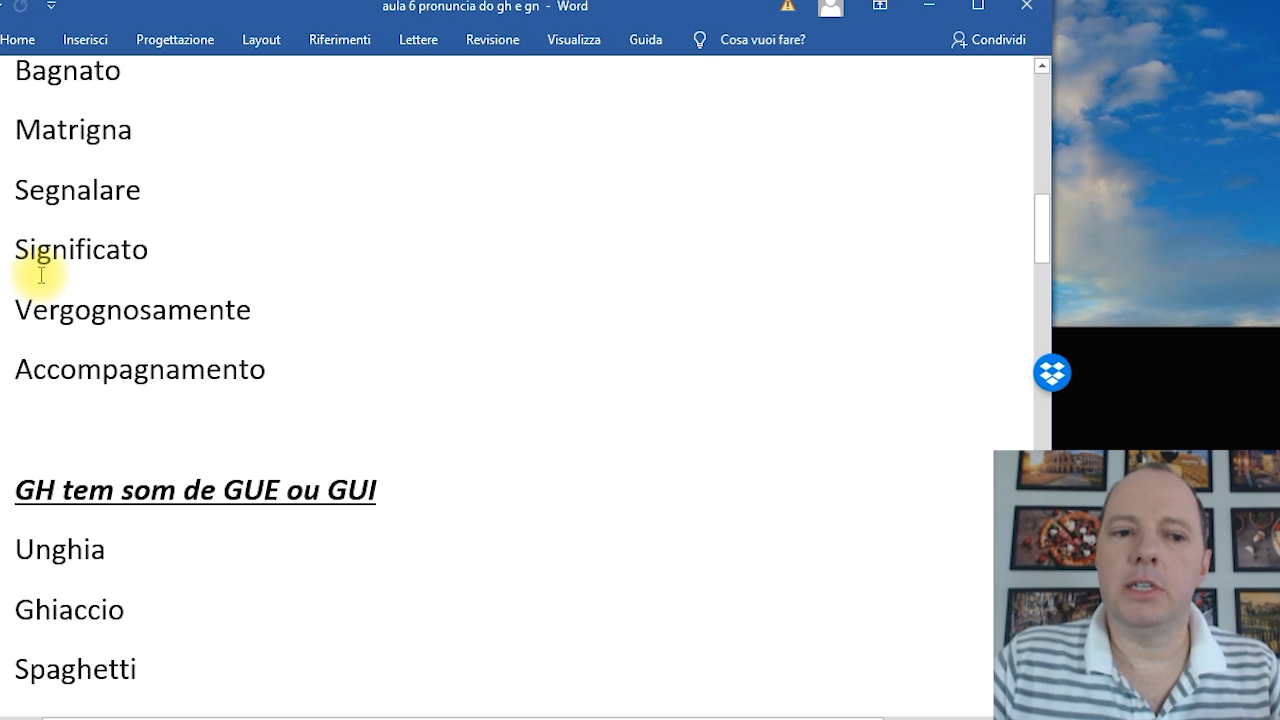 aula 6 pronuncia do gh e gn - Word
Home Inserisci Progettazione Layout Riferimenti Lettere Revisione Visualizza Guida Cosa vuoi fare? Condividi
Bagnato
Matrigna
Segnalare
Significato
Vergognosamente
Accompagnamento
GH tem som de GUE ou GUI
Unghia
Ghiaccio
Spaghetti